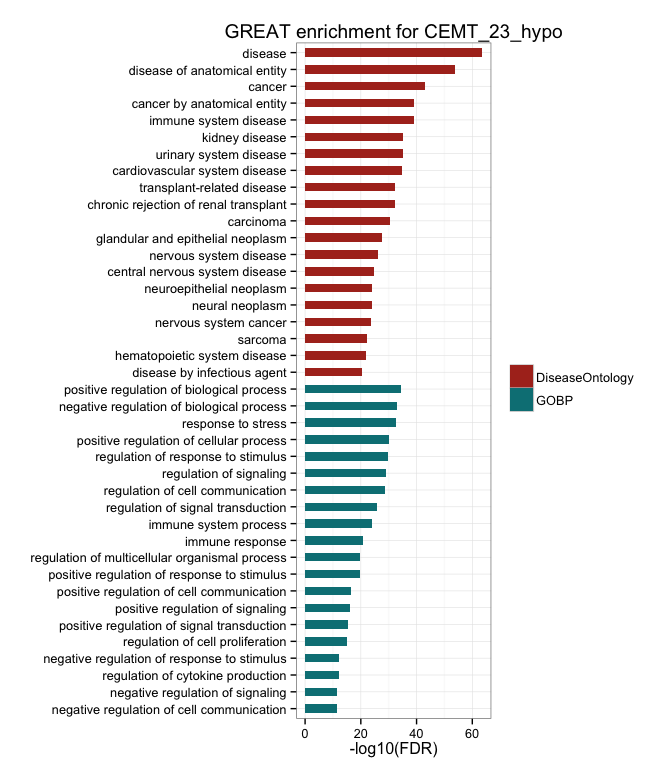 GREAT enrichment for CEMT_23_hypo
disease
disease of anatomical entity
cancer
cancer by anatomical entity
immune system disease
kidney disease
urinary system disease
cardiovascular system disease
transplant-related disease
chronic rejection of renal transplant
carcinoma
glandular and epithelial neoplasm
nervous system disease
central nervous system disease
neuroepithelial neoplasm
neural neoplasm
nervous system cancer
sarcoma
hematopoietic system disease
disease by infectious agent
positive regulation of biological process
negative regulation of biological process
response to stress
positive regulation of cellular process
regulation of response to stimulus
regulation of signaling
regulation of cell communication
regulation of signal transduction
immune system process
immune response
regulation of multicellular organismal process
positive regulation of response to stimulus
positive regulation of cell communication
positive regulation of signaling
positive regulation of signal transduction
regulation of cell proliferation
negative regulation of response to stimulus
regulation of cytokine production
negative regulation of signaling
negative regulation of cell communication
0 20 40 60
-log10(FDR)
DiseaseOntology
GOBP